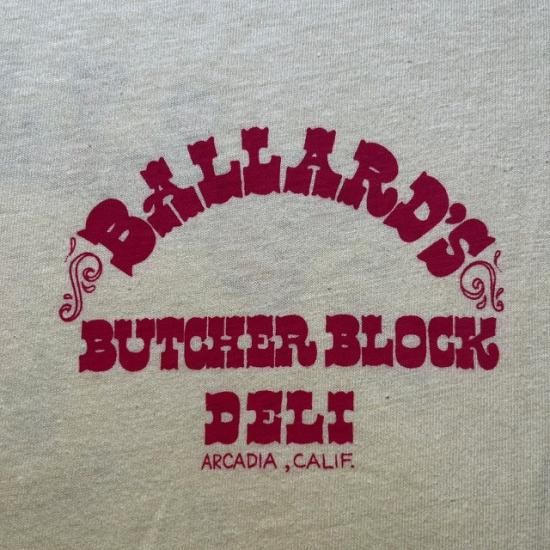 BALLARD'S
BUTCHER BLOCK
DELI
ARCADIA, CALIF.